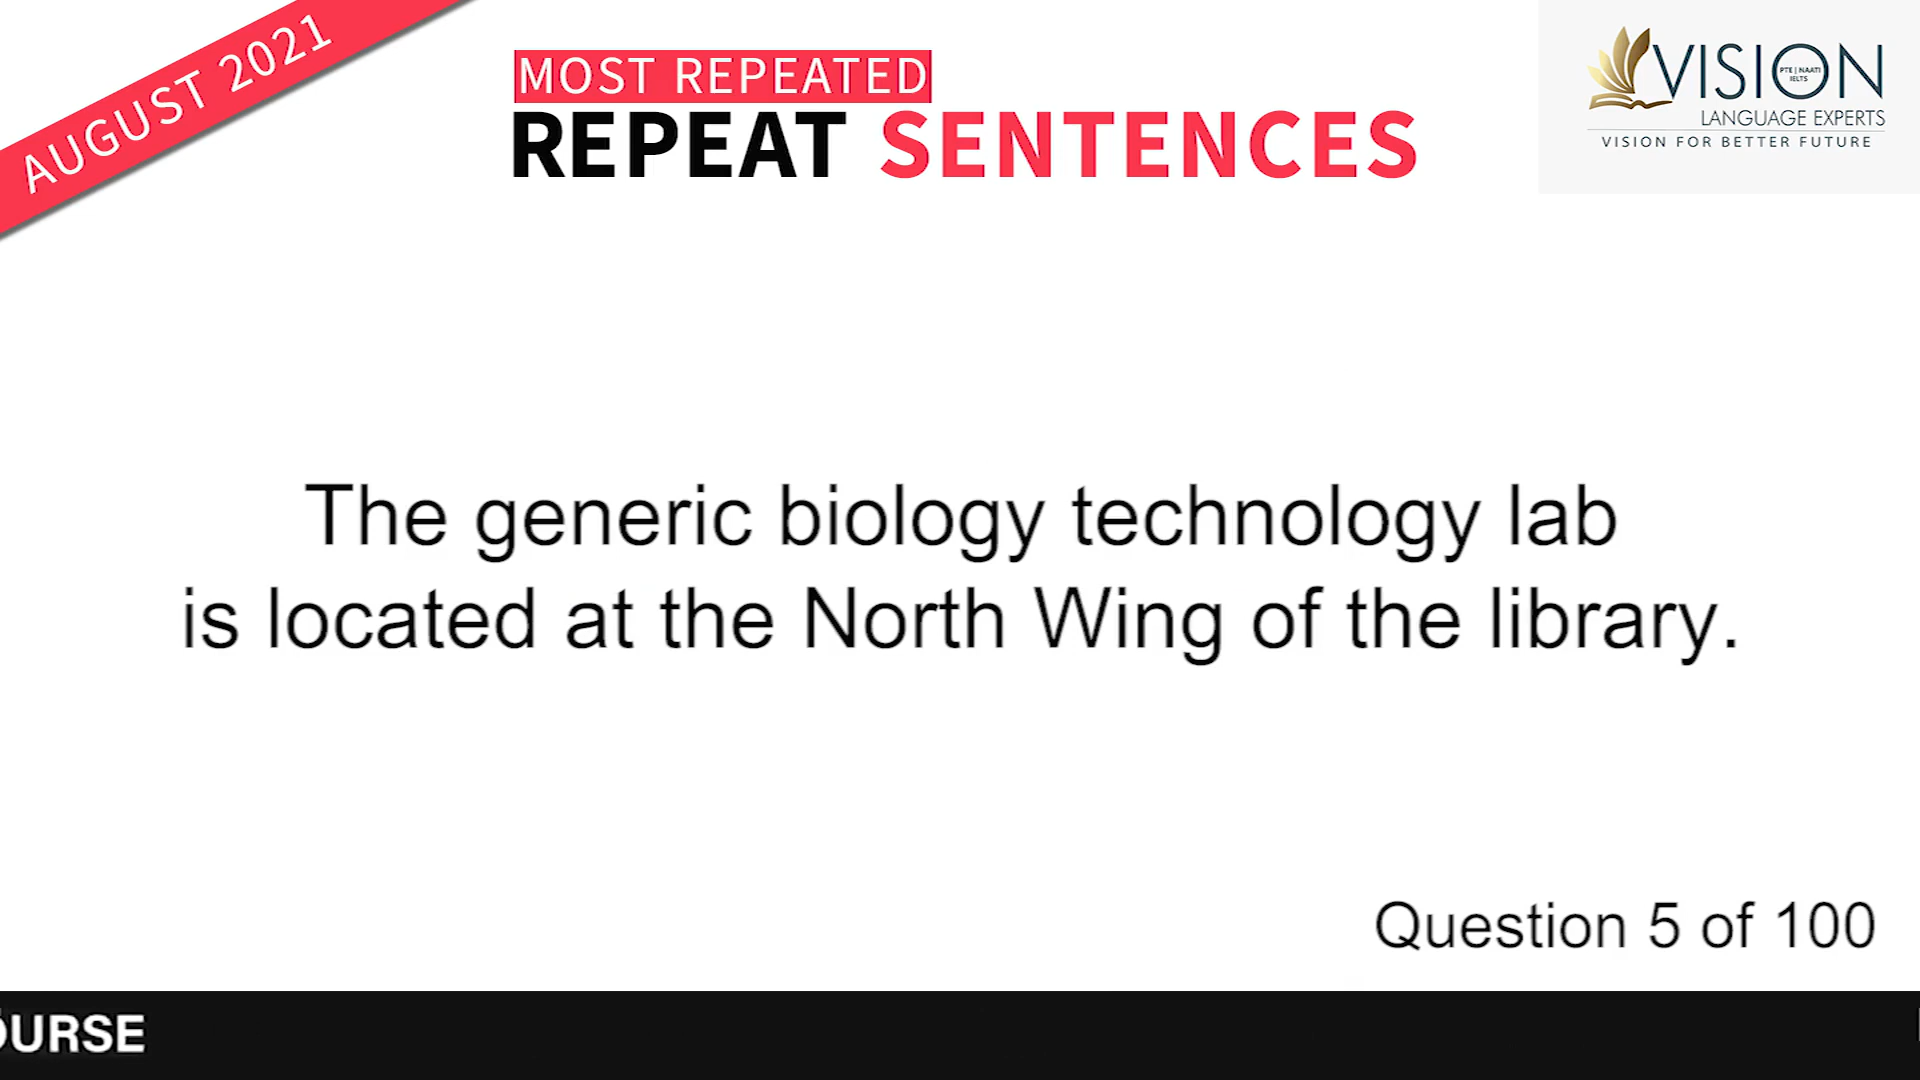 AUGUST 2021
MOST REPEATED
REPEAT SENTENCES
VISION
PTE | NAATI
IELTS
LANGUAGE EXPERTS
VISION FOR BETTER FUTURE
The generic biology technology lab
is located at the North Wing of the library.
Question 5 of 100
OURSE